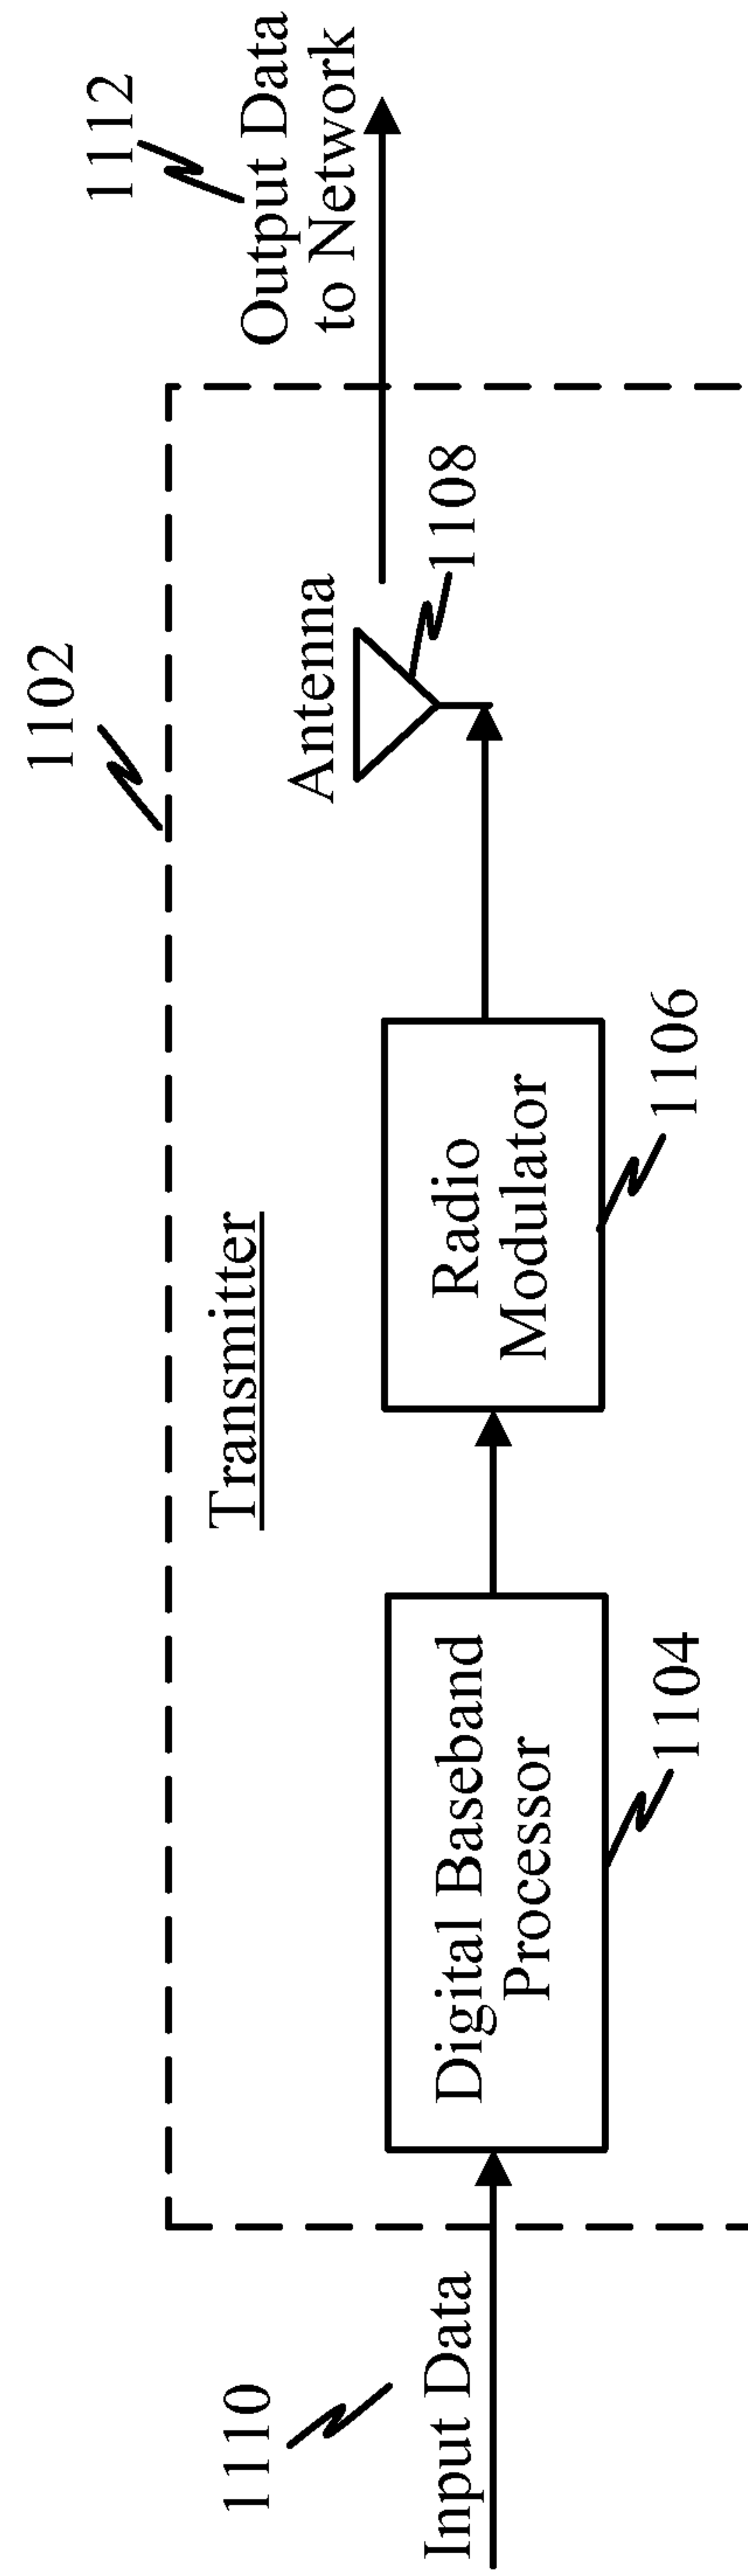 1102
1112
Output Data
to Network
Transmitter
Antenna
1108
1110
Input Data
Digital Baseband
Processor
Radio
Modulator
1104
1106